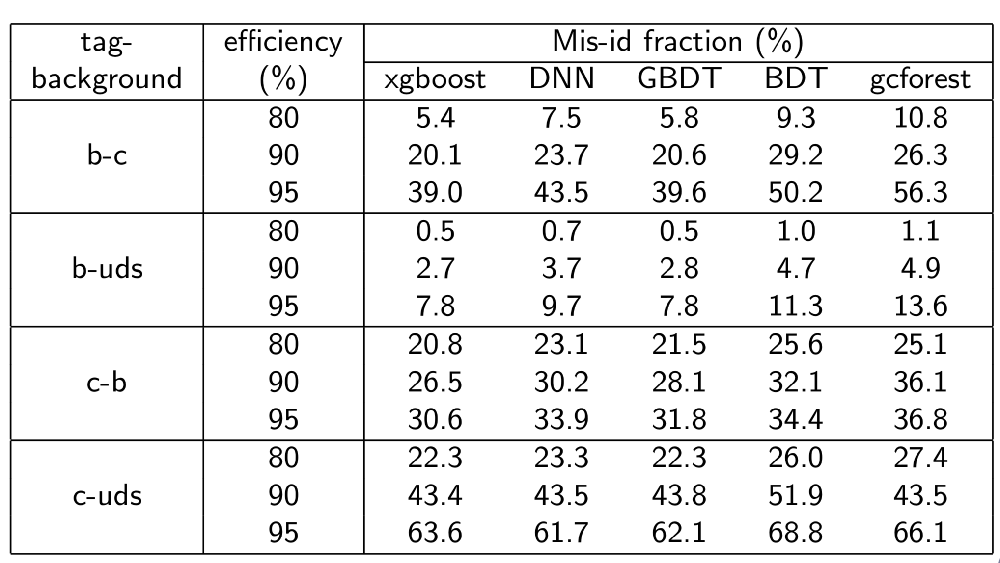 tag- efficiency Mis-id fraction (%)
background (%) xgboost DNN GBDT BDT gcforest
80 5.4 7.5 5.8 9.3 10.8
b-c 90 20.1 23.7 20.6 29.2 26.3
95 39.0 43.5 39.6 50.2 56.3
80 0.5 0.7 0.5 1.0 1.1
b-uds 90 2.7 3.7 2.8 4.7 4.9
95 7.8 9.7 7.8 11.3 13.6
80 20.8 23.1 21.5 25.6 25.1
c-b 90 26.5 30.2 28.1 32.1 36.1
95 30.6 33.9 31.8 34.4 36.8
80 22.3 23.3 22.3 26.0 27.4
c-uds 90 43.4 43.5 43.8 51.9 43.5
95 63.6 61.7 62.1 68.8 66.1